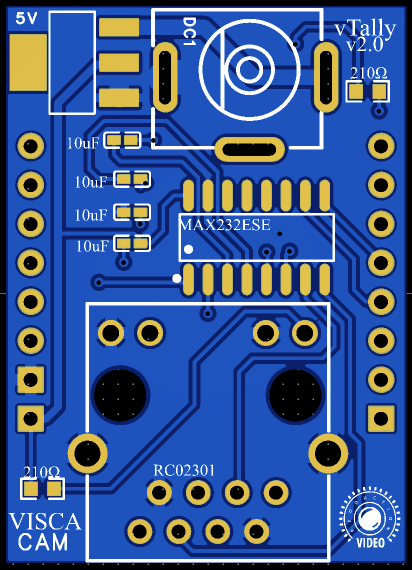 5V
DC1
vTally
v2.0
210Ω
10uF
10uF
10uF
10uF
MAX232ESE
RC02301
210Ω
VISCA
CAM
VIDEO